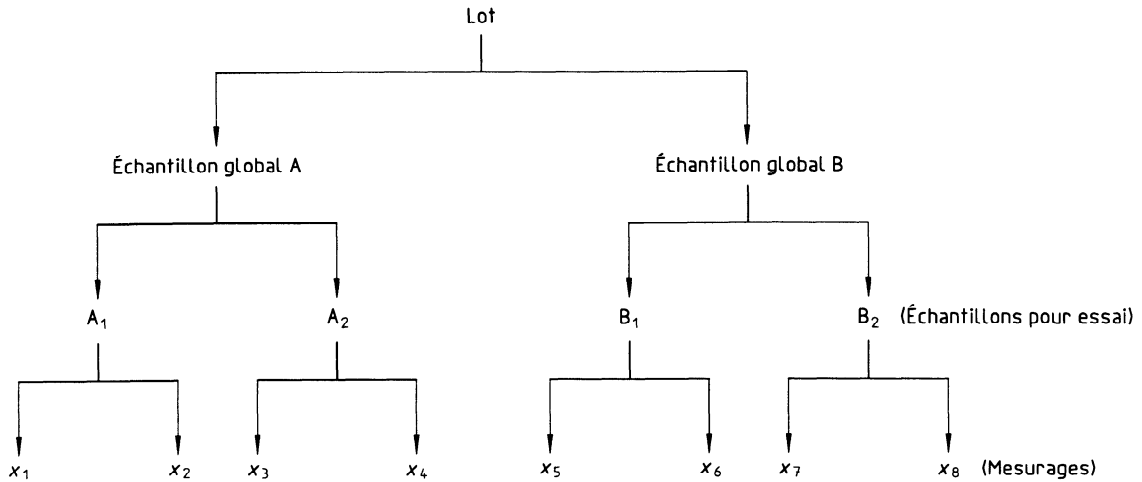 Lot
Échantillon global A Échantillon global B
A₁ A₂ B₁ B₂ (Échantillons pour essai)
x₁ x₂ x₃ x₄ x₅ x₆ x₇ x₈ (Mesurages)